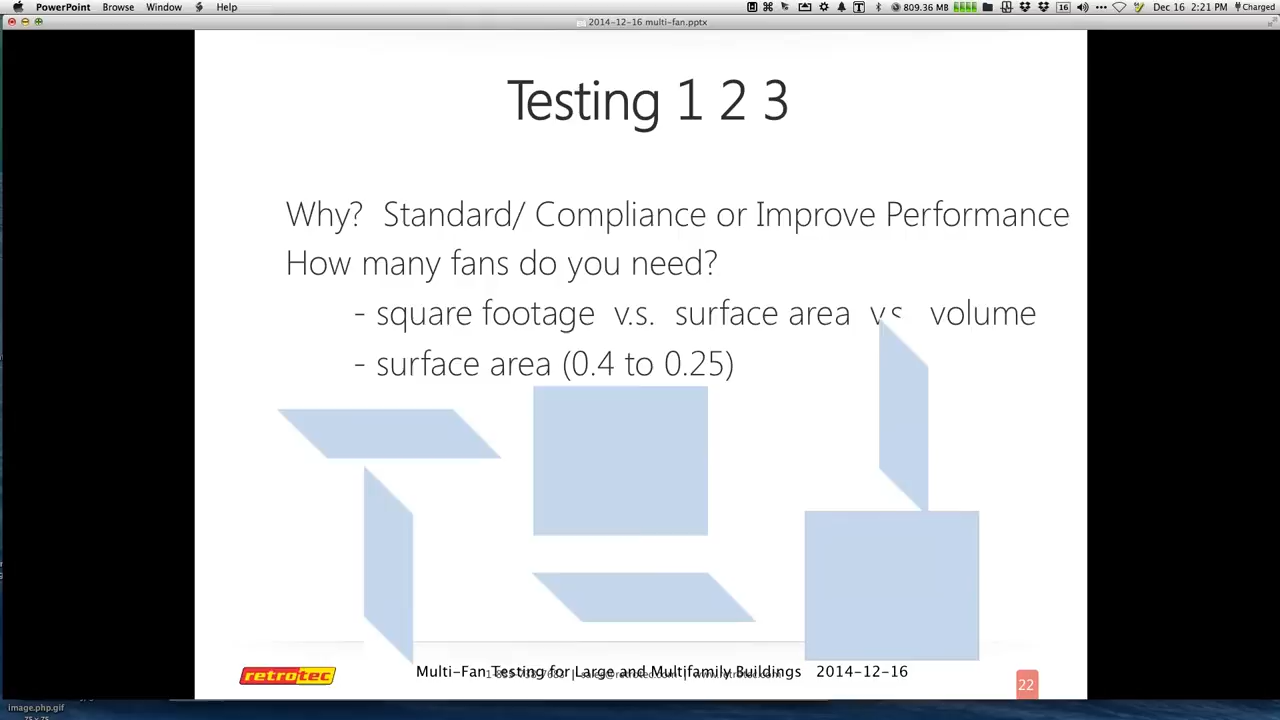 PowerPoint Browse Window Help 809.36 MB 16 Dec 16 2:21 PM Charged
2014-12-16 multi-fan.pptx
Testing 1 2 3
Why? Standard/ Compliance or Improve Performance
How many fans do you need?
- square footage v.s. surface area v.s. volume
- surface area (0.4 to 0.25)
retrotec
Multi-Fan Testing for Large and Multifamily Buildings 2014-12-16
22
image.php.gif
75 x 75